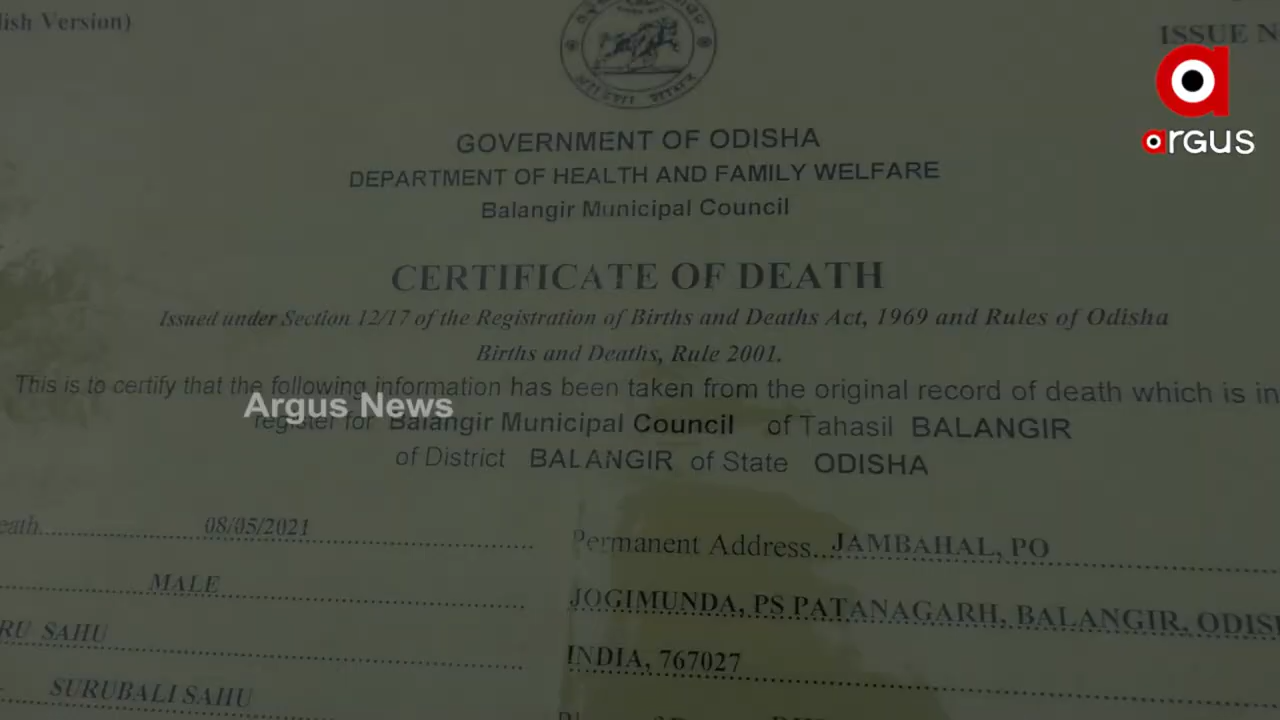 lish Version)
ISSUE N
argus
GOVERNMENT OF ODISHA
DEPARTMENT OF HEALTH AND FAMILY WELFARE
Balangir Municipal Council
CERTIFICATE OF DEATH
Issued under Section 12/17 of the Registration of Births and Deaths Act, 1969 and Rules of Odisha
Births and Deaths, Rule 2001.
This is to certify that the following information has been taken from the original record of death which is in
Argus News
register for Balangir Municipal Council of Tahasil BALANGIR
of District BALANGIR of State ODISHA
eath.................. 08/05/2021
MALE
RU SAHU
SURUBALI SAHU
Permanent Address...JAMBAHAL, PO
JOGIMUNDA, PS PATANAGARH, BALANGIR, ODIS
INDIA, 767027